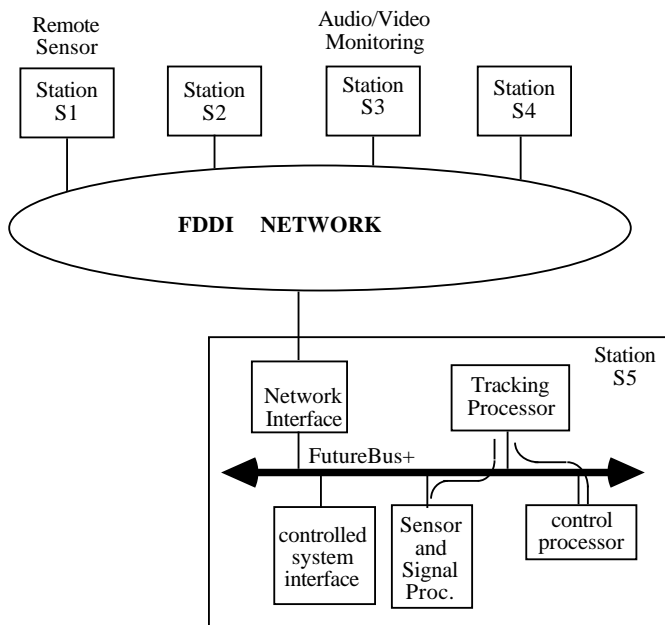 Remote
Sensor
Audio/Video
Monitoring
Station
S1
Station
S2
Station
S3
Station
S4
FDDI NETWORK
Station
S5
Network
Interface
Tracking
Processor
FutureBus+
controlled
system
interface
Sensor
and
Signal
Proc.
control
processor